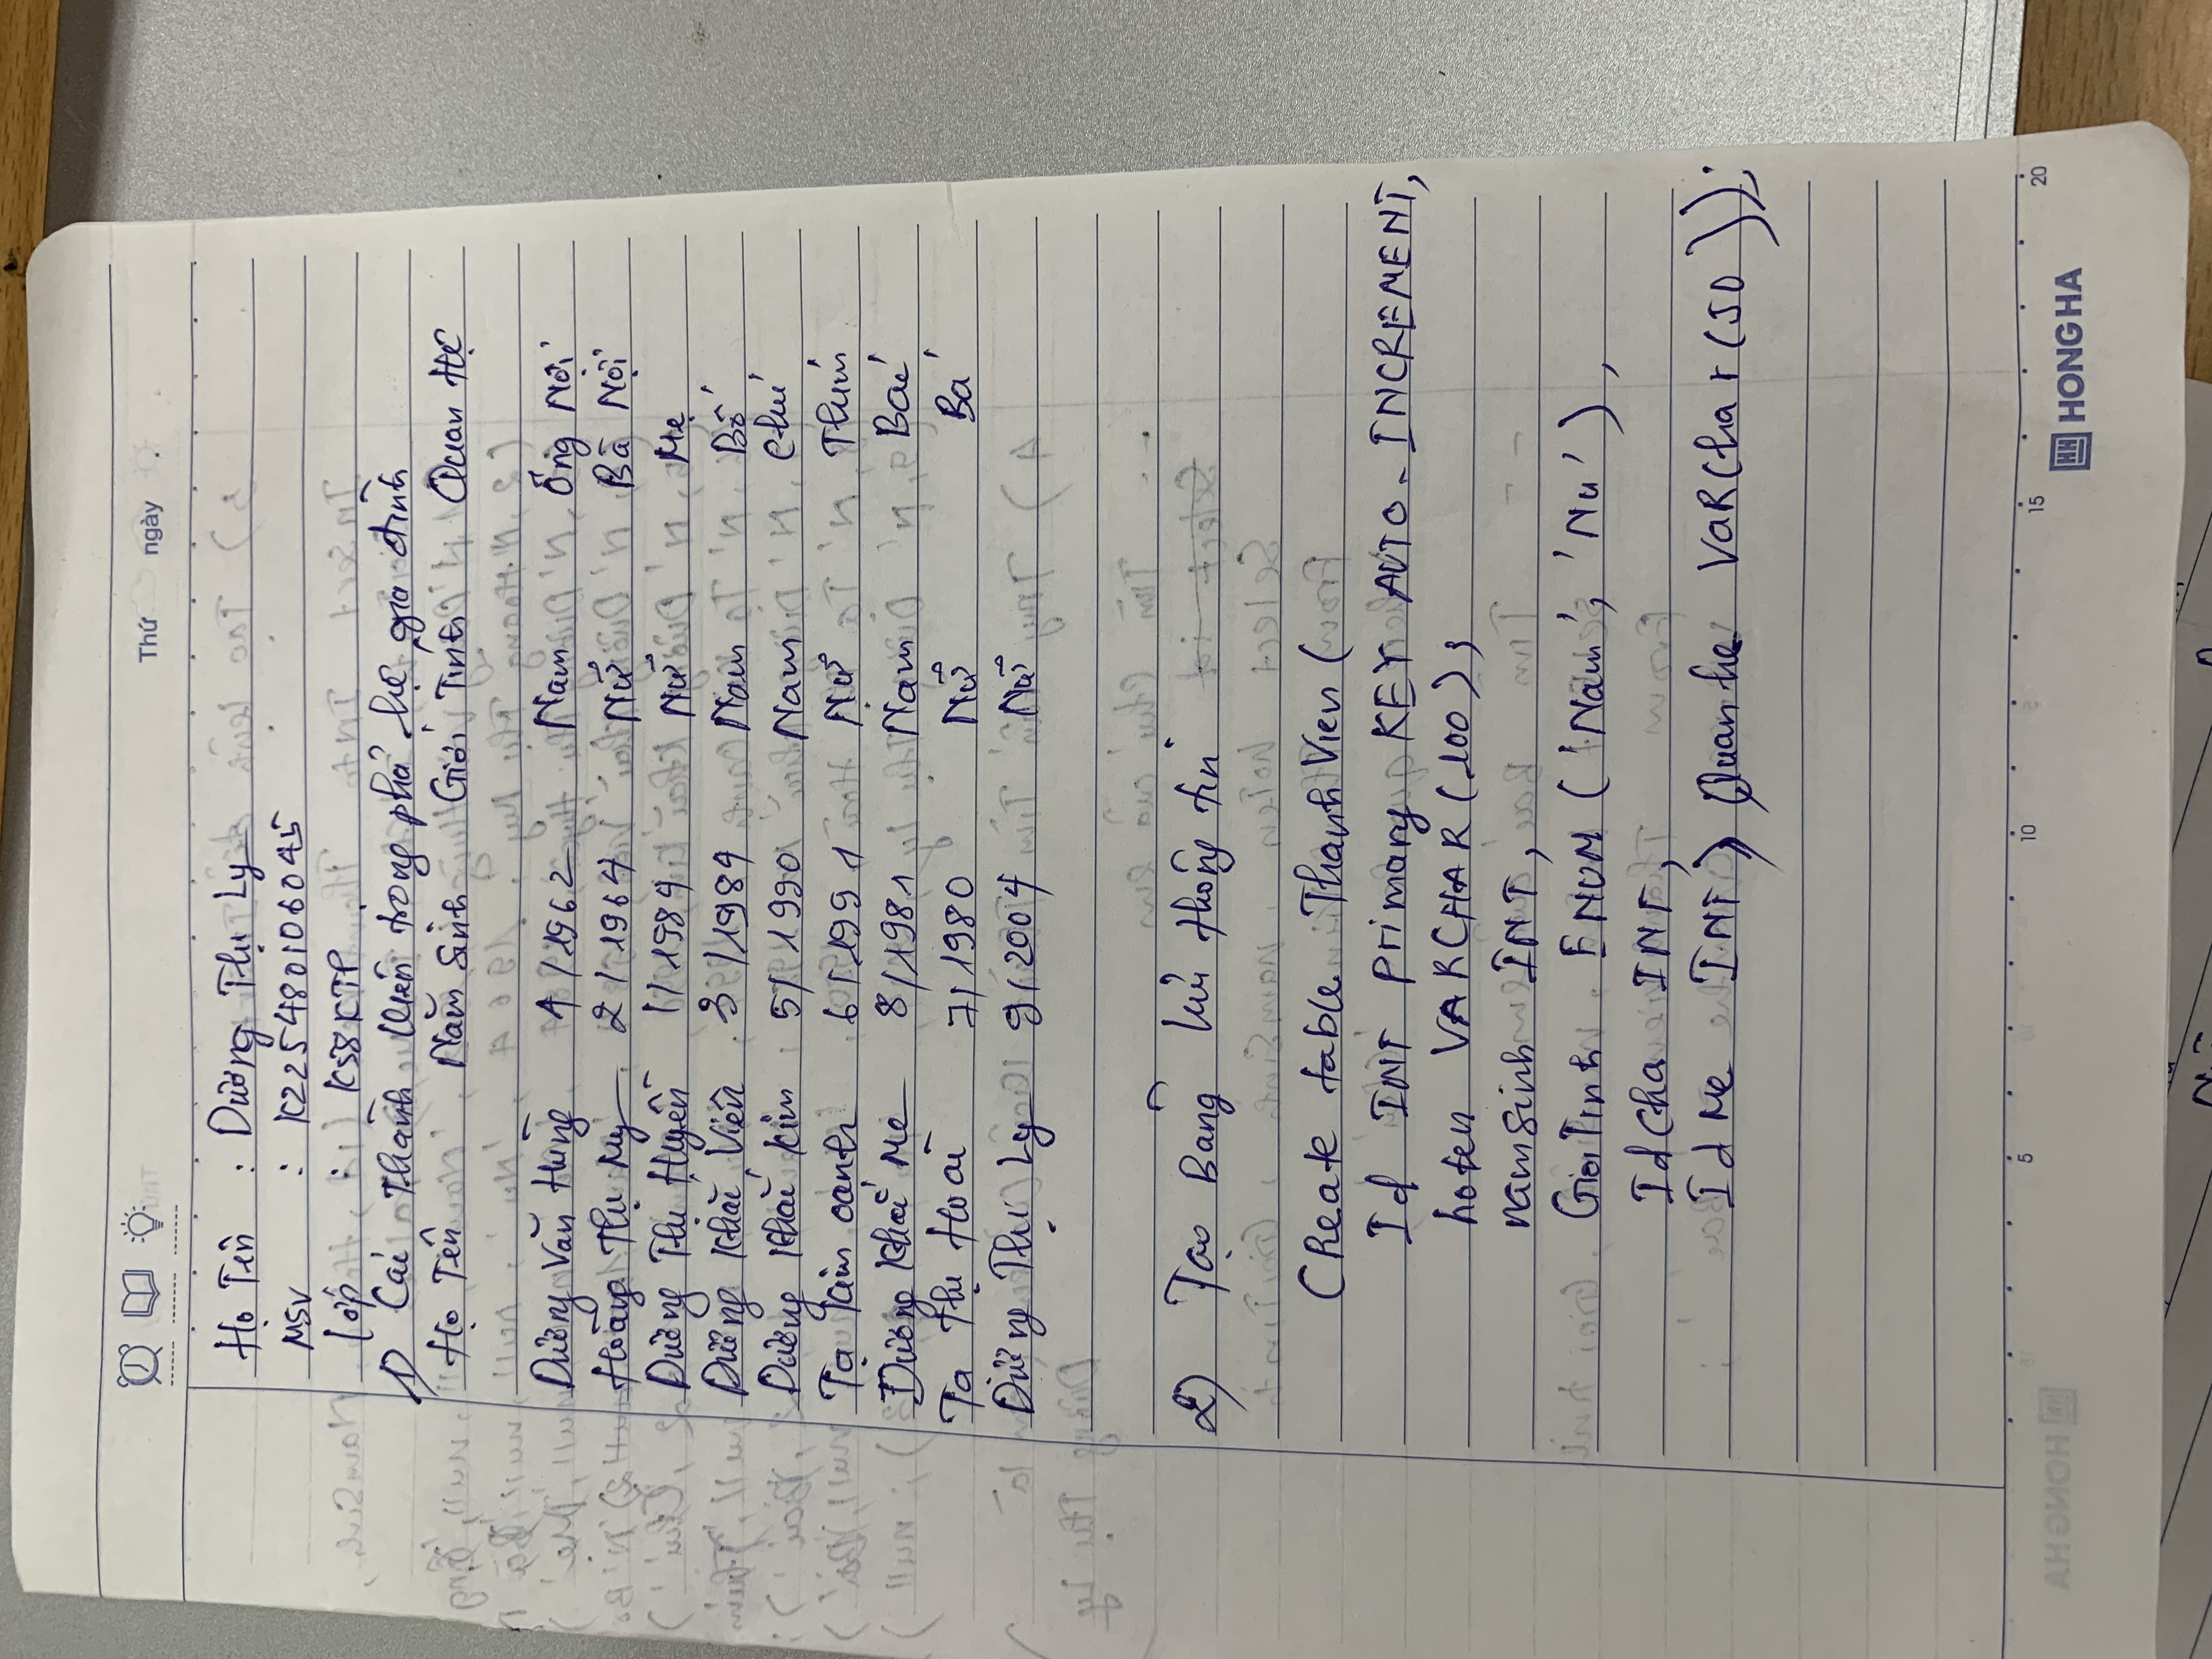 Thứ ngày
Họ Tên : Dương Thị Ly
MSV : K225480106045
Lớp : K58KTP
1) Các Thành Viên trong phả hệ gia đình
Họ Tên Năm Sinh Giới Tính Quan Hệ
Dương Văn Hùng 1/1962 Nam Ông Nội
Hoàng Thị My 2/1964 Nữ Bà Nội
Dương Thị Huyền 1/1984 Nữ Mẹ
Dương Khắc Viên 3/1984 Nam Bố
Dương Khắc Kim 5/1990 Nam Chú
Tạ Kim oanh 6/1991 Nữ Thím
Dương Khắc Me 8/1981 Nam Bác
Tạ Thị Hoài 7/1980 Nữ Bá
Dương Thị Ly 9/2004 Nữ
2) Tạo Bảng lưu thông tin
Create table ThanhVien (
Id INT primary KEY AUTO_INCREMENT,
hoten VARCHAR(100),
namsinh INT,
GioiTinh ENUM ('Nam', 'Nu'),
IdCha INT,
IdMe INT, Quanhe VARChar(50));
5 10 15 20
HONG HA